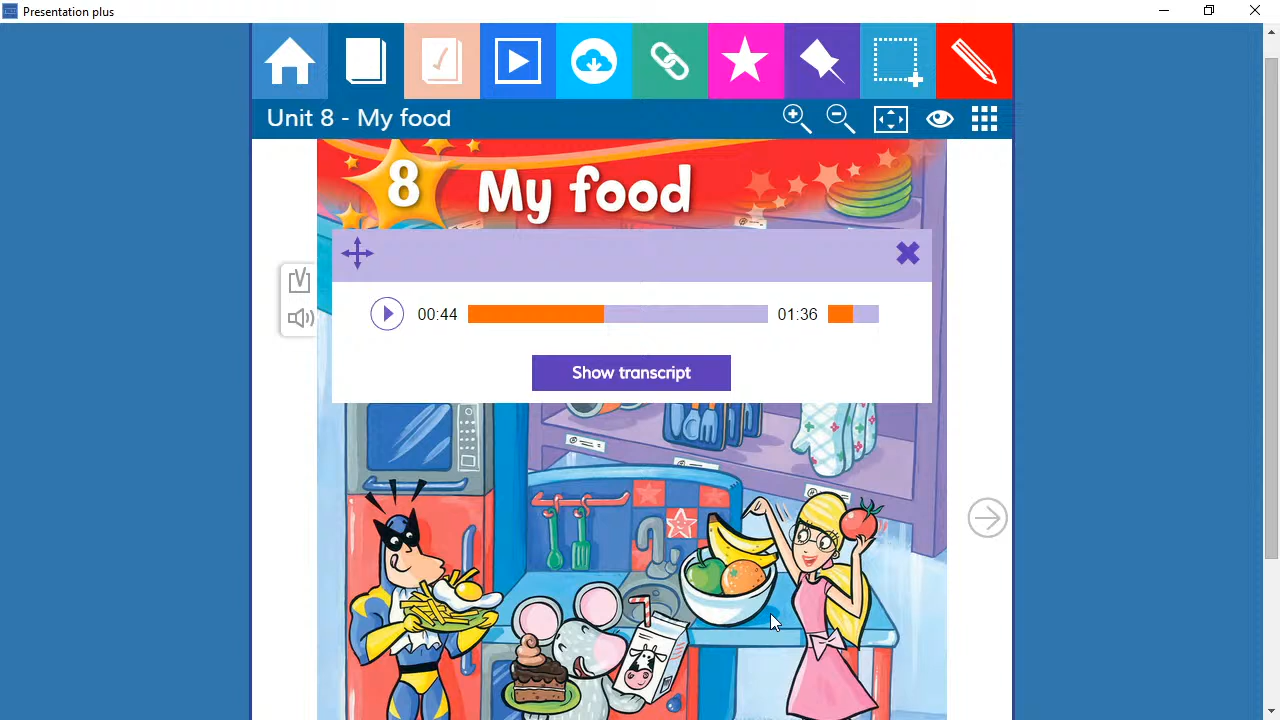 Presentation plus
Unit 8 - My food
8
My food
00:44
01:36
Show transcript